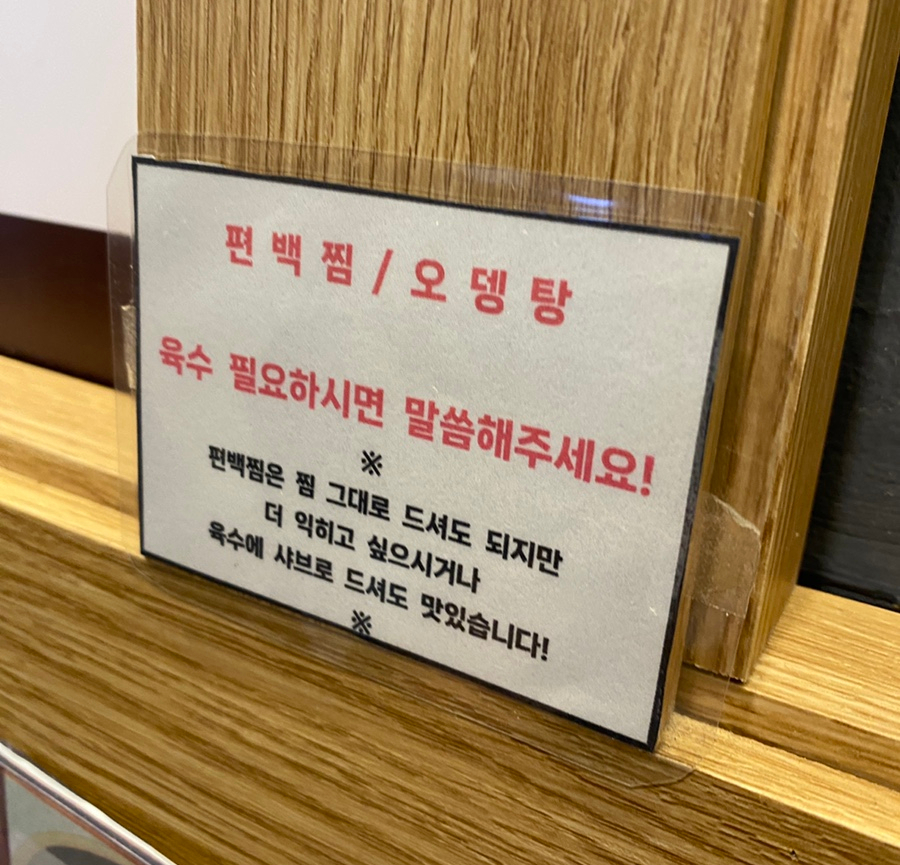 편백찜/오뎅탕
육수 필요하시면 말씀해주세요!
※
편백찜은 찜 그대로 드셔도 되지만
더 익히고 싶으시거나
육수에 샤브로 드셔도 맛있습니다!
※